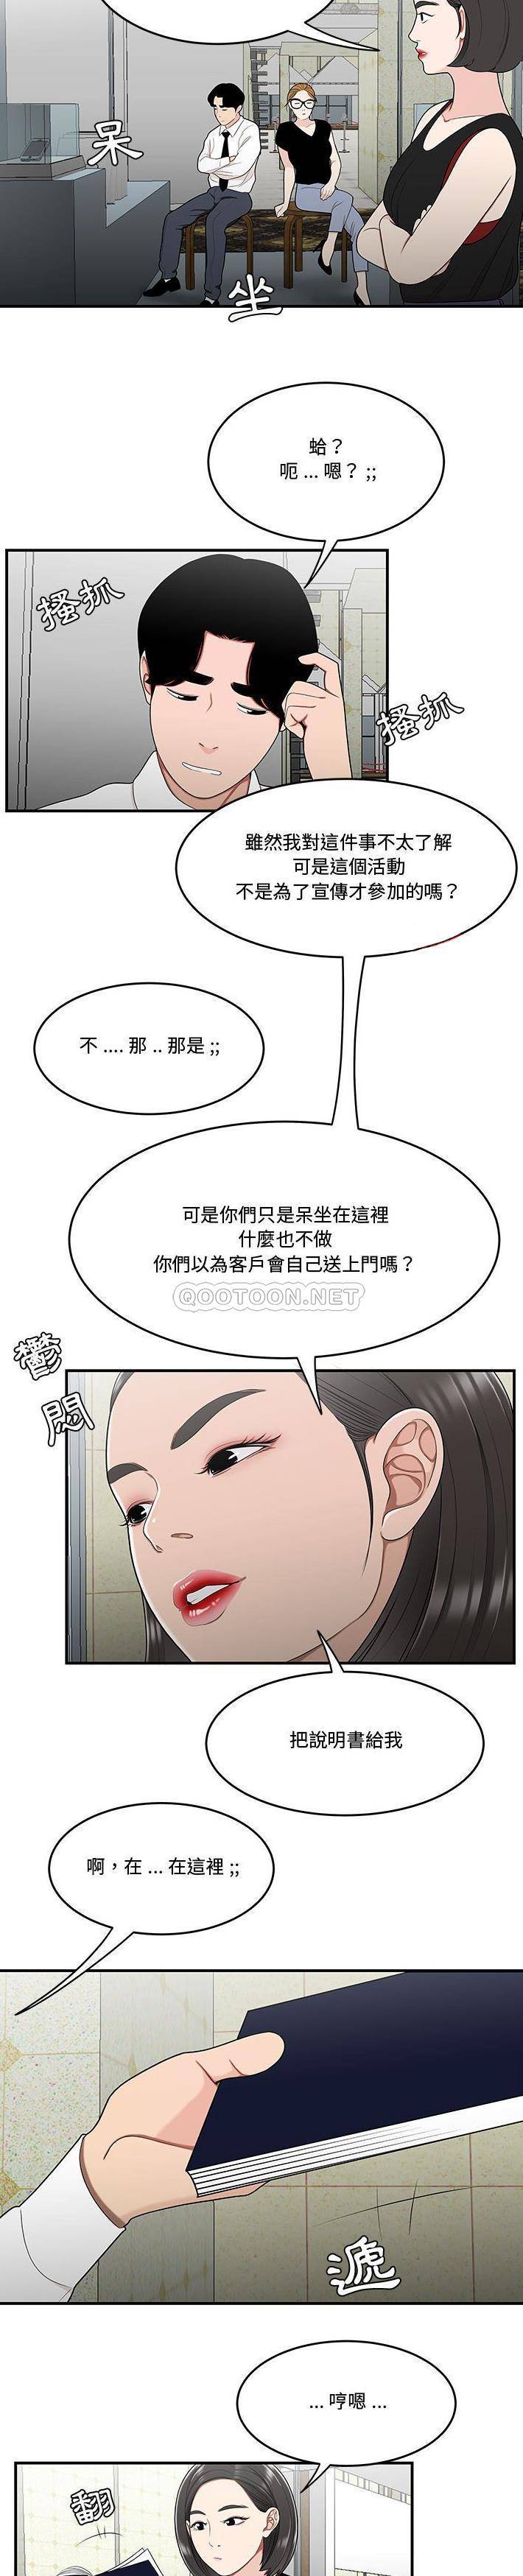 呆
坐
蛤？
呃 ... 嗯？ ;;
搔抓
搔抓
雖然我對這件事不太了解
可是這個活動
不是為了宣傳才參加的嗎？
不 .... 那 .. 那是 ;;
可是你們只是呆坐在這裡
什麼也不做
你們以為客戶會自己送上門嗎？
QOOTOON.NET
鬱
悶
把說明書給我
啊，在 ... 在這裡 ;;
遞
... 哼嗯 ...
翻